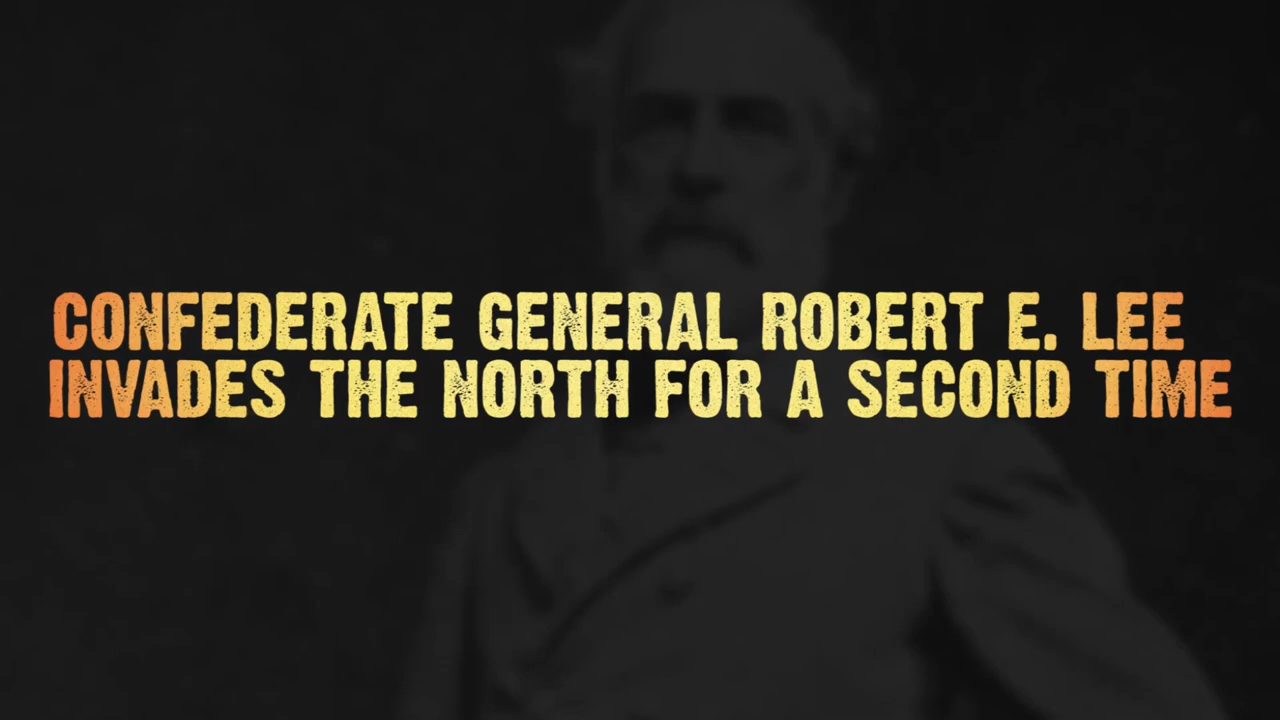 CONFEDERATE GENERAL ROBERT E. LEE
INVADES THE NORTH FOR A SECOND TIME